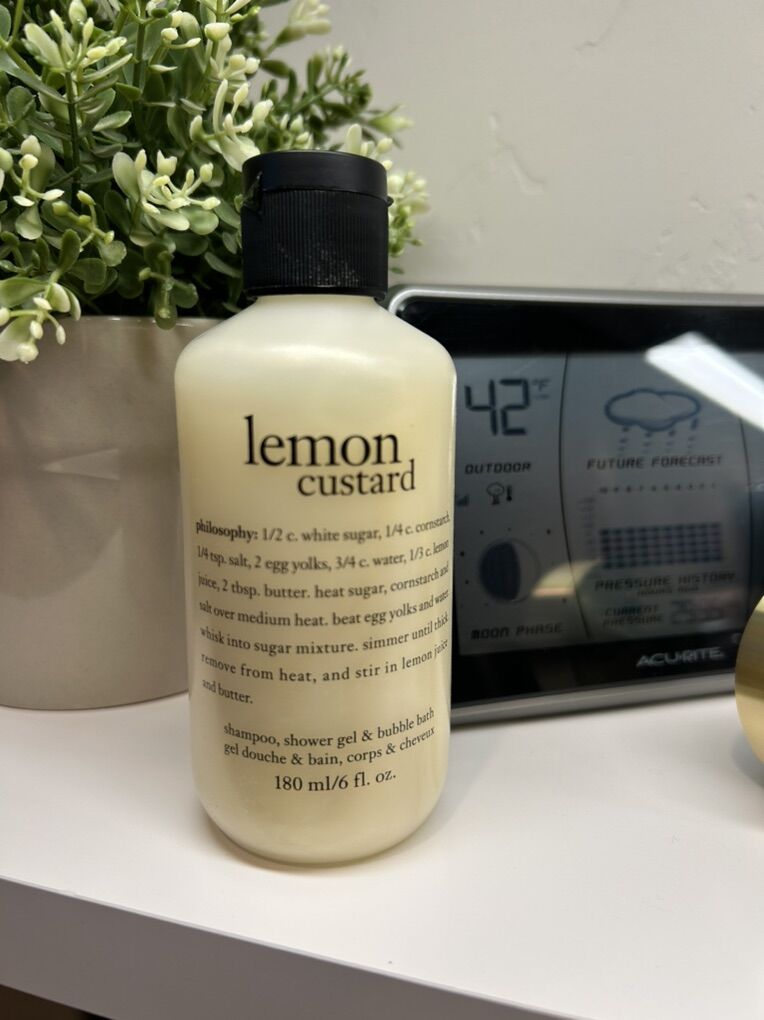 lemon
custard
philosophy: 1/2 c. white sugar, 1/4 c. cornstarch,
1/4 tsp. salt, 2 egg yolks, 3/4 c. water, 1/3 c. lemon
juice, 2 tbsp. butter. heat sugar, cornstarch and
salt over medium heat. beat egg yolks and water.
whisk into sugar mixture. simmer until thick.
remove from heat, and stir in lemon juice
and butter.
shampoo, shower gel & bubble bath
gel douche & bain, corps & cheveux
180 ml/6 fl. oz.
42 °F
OUTDOOR
FUTURE FORECAST
MOON PHASE
PRESSURE HISTORY
CURRENT
PRESSURE
ACURITE